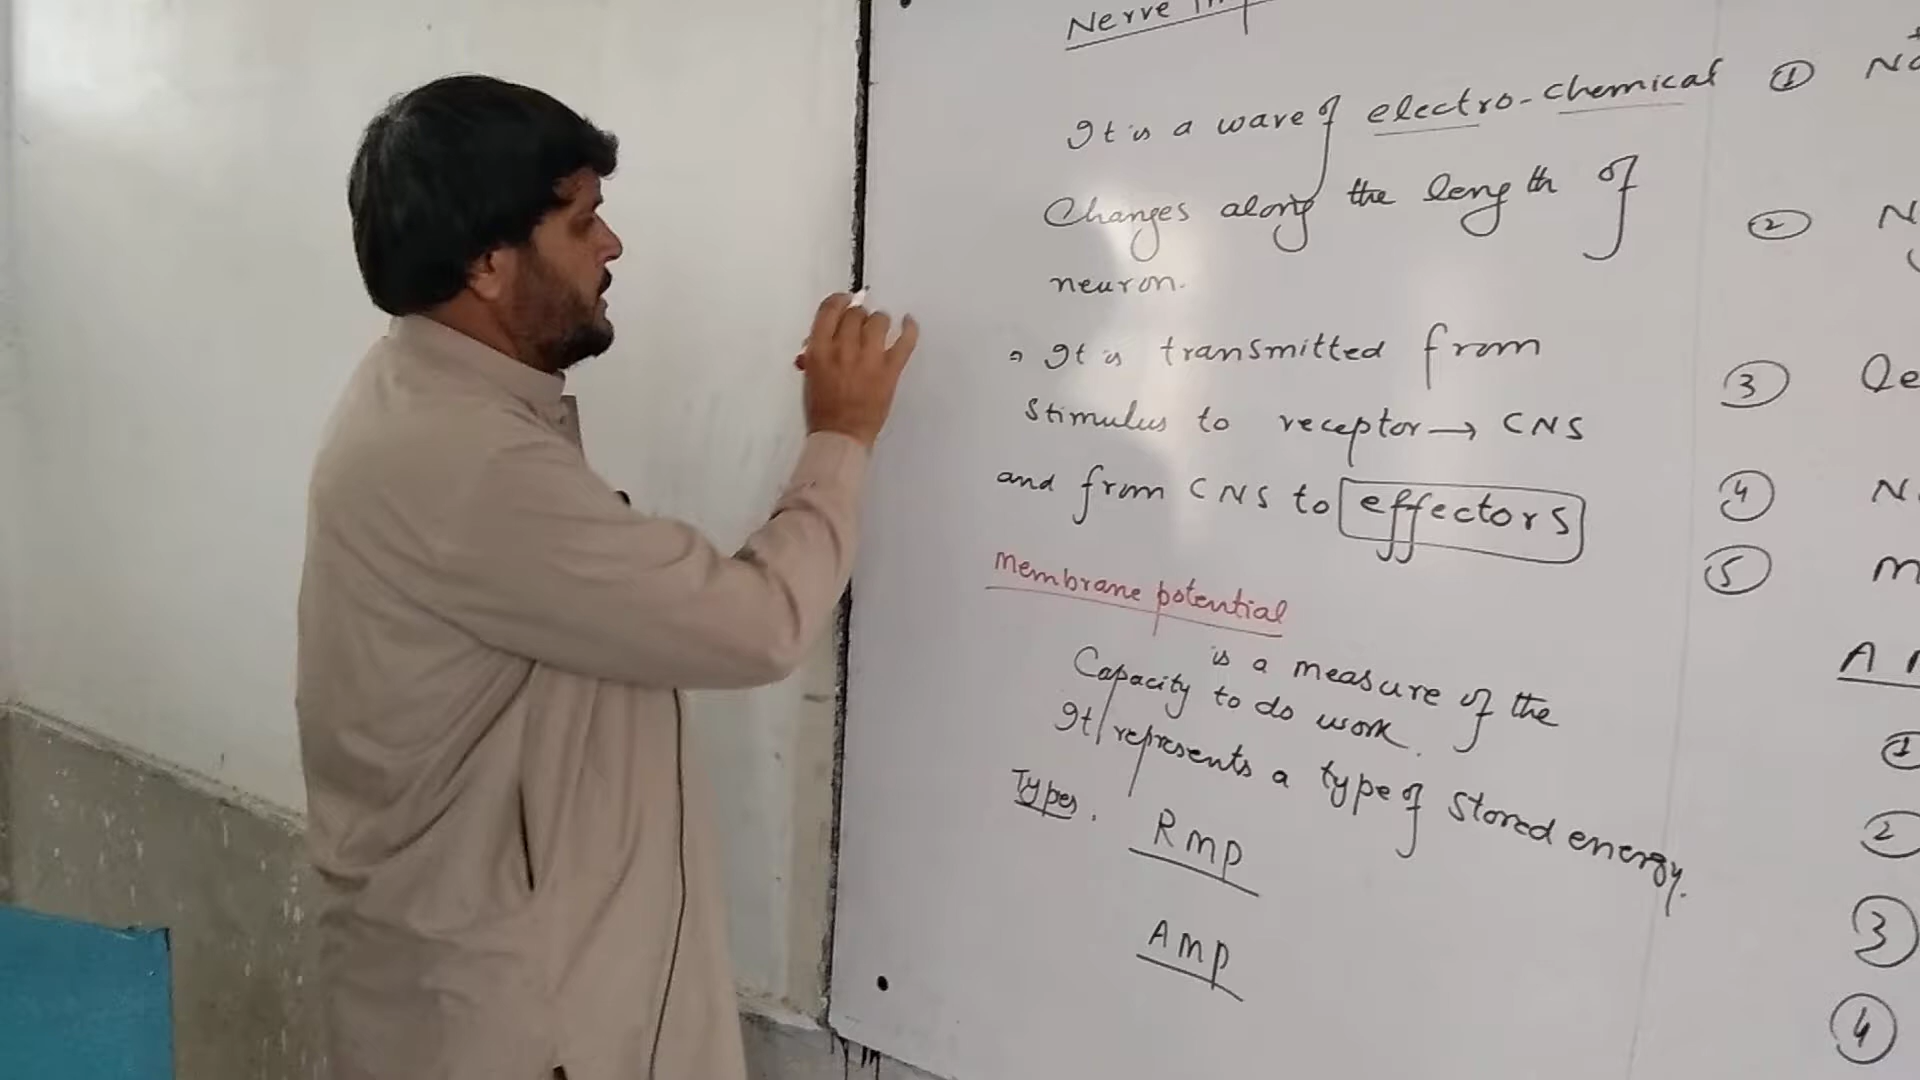 Nerve
It is a wave of electro-chemical
Changes along the length of
neuron.
It is transmitted from
Stimulus to receptor → CNS
and from CNS to effectors
Membrane potential
is a measure of the
Capacity to do work.
It represents a type of Stored energy.
Types.
RMP
AMP
①
②
③
④ N
⑤ M
A
①
②
③
④